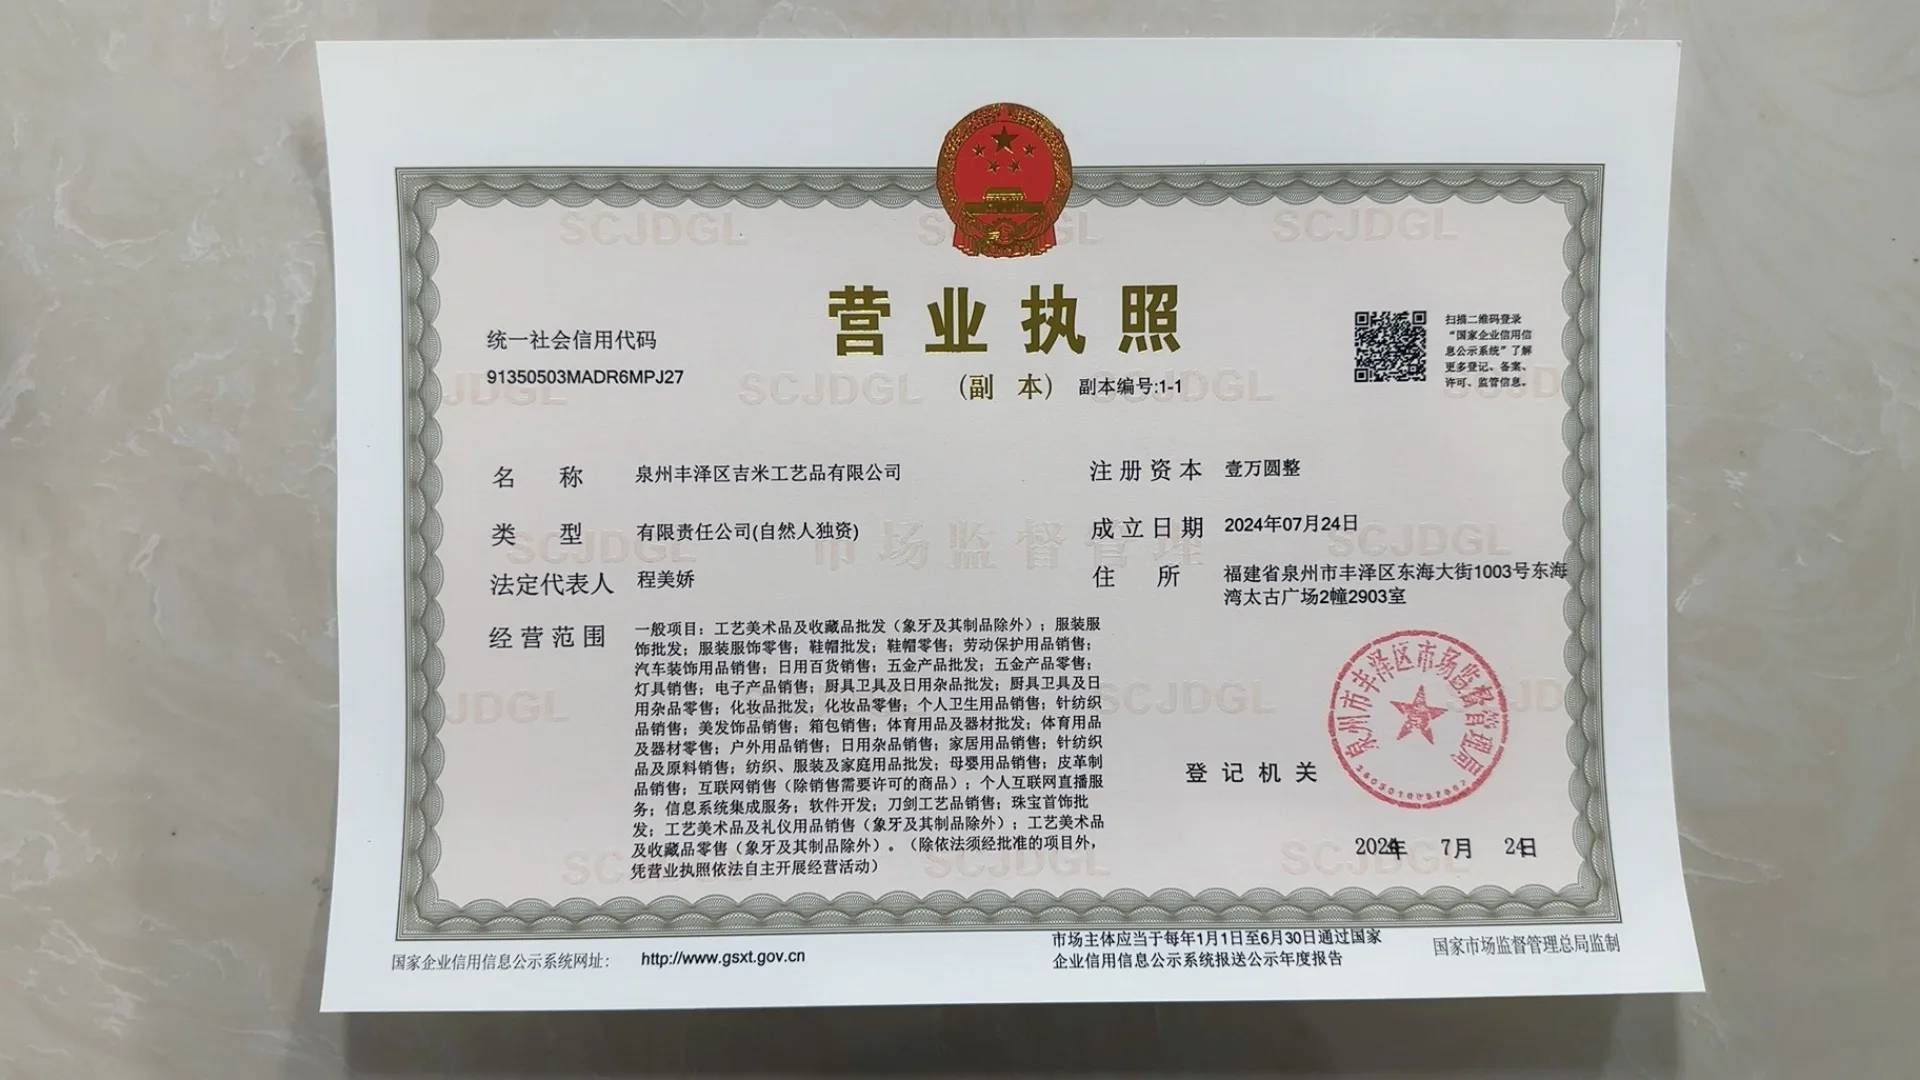 营业执照
(副 本) 副本编号:1-1
统一社会信用代码
91350503MADR6MPJ27
扫描二维码登录
“国家企业信用信
息公示系统”了解
更多登记、备案、
许可、监管信息。
名 称 泉州丰泽区吉米工艺品有限公司
类 型 有限责任公司(自然人独资)
法定代表人 程美娇
经营范围 一般项目：工艺美术品及收藏品批发（象牙及其制品除外）；服装服
饰批发；服装服饰零售；鞋帽批发；鞋帽零售；劳动保护用品销售；
汽车装饰用品销售；日用百货销售；五金产品批发；五金产品零售；
灯具销售；电子产品销售；厨具卫具及日用杂品批发；厨具卫具及日
用杂品零售；化妆品批发；化妆品零售；个人卫生用品销售；针纺织
品销售；美发饰品销售；箱包销售；体育用品及器材批发；体育用品
及器材零售；户外用品销售；日用杂品销售；家居用品销售；针纺织
品及原料销售；纺织、服装及家庭用品批发；母婴用品销售；皮革制
品销售；互联网销售（除销售需要许可的商品）；个人互联网直播服
务；信息系统集成服务；软件开发；刀剑工艺品销售；珠宝首饰批
发；工艺美术品及礼仪用品销售（象牙及其制品除外）；工艺美术品
及收藏品零售（象牙及其制品除外）。（除依法须经批准的项目外，
凭营业执照依法自主开展经营活动）
注册资本 壹万圆整
成立日期 2024年07月24日
住 所 福建省泉州市丰泽区东海大街1003号东海
湾太古广场2幢2903室
泉州市丰泽区市场监督管理局
登记机关
2024年 7月 24日
国家企业信用信息公示系统网址： http://www.gsxt.gov.cn
市场主体应当于每年1月1日至6月30日通过国家
企业信用信息公示系统报送公示年度报告
国家市场监督管理总局监制
SCJDGL
市场监督管理